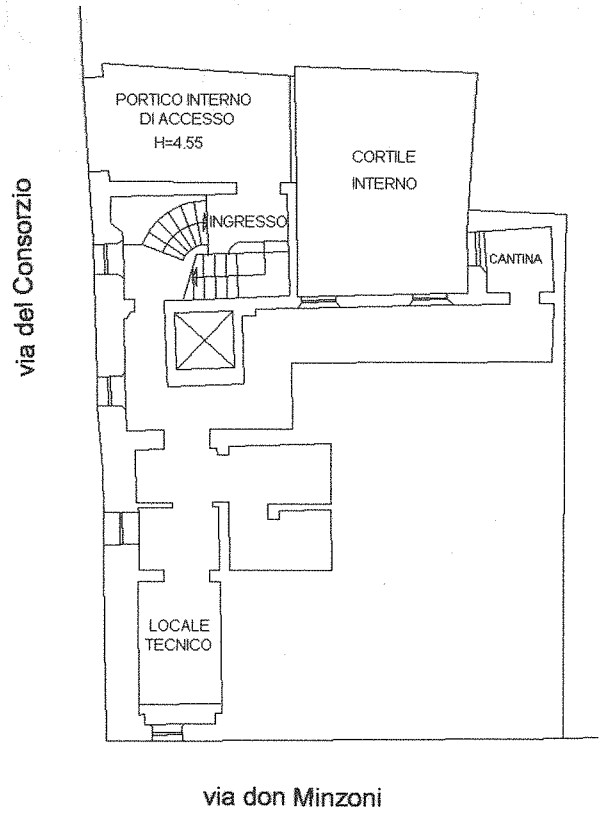 PORTICO INTERNO
DI ACCESSO
H=4.55
CORTILE
INTERNO
via del Consorzio
INGRESSO
CANTINA
LOCALE
TECNICO
via don Minzoni